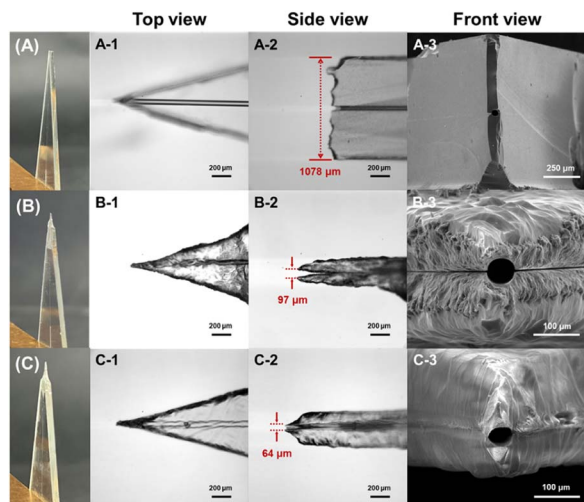 Top view Side view Front view
(A) A-1 A-2 A-3
1078 μm
200 μm 200 μm 250 μm
(B) B-1 B-2 B-3
97 μm
200 μm 200 μm 100 μm
(C) C-1 C-2 C-3
64 μm
200 μm 200 μm 100 μm